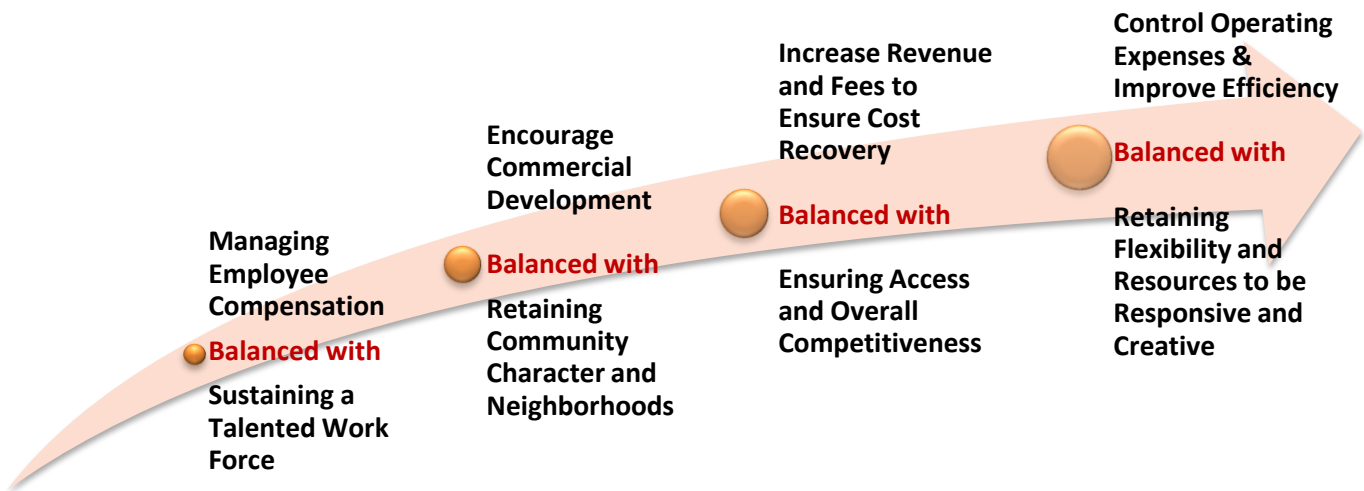 Managing
Employee
Compensation
Balanced with
Sustaining a
Talented Work
Force
Encourage
Commercial
Development
Balanced with
Retaining
Community
Character and
Neighborhoods
Increase Revenue
and Fees to
Ensure Cost
Recovery
Balanced with
Ensuring Access
and Overall
Competitiveness
Control Operating
Expenses &
Improve Efficiency
Balanced with
Retaining
Flexibility and
Resources to be
Responsive and
Creative